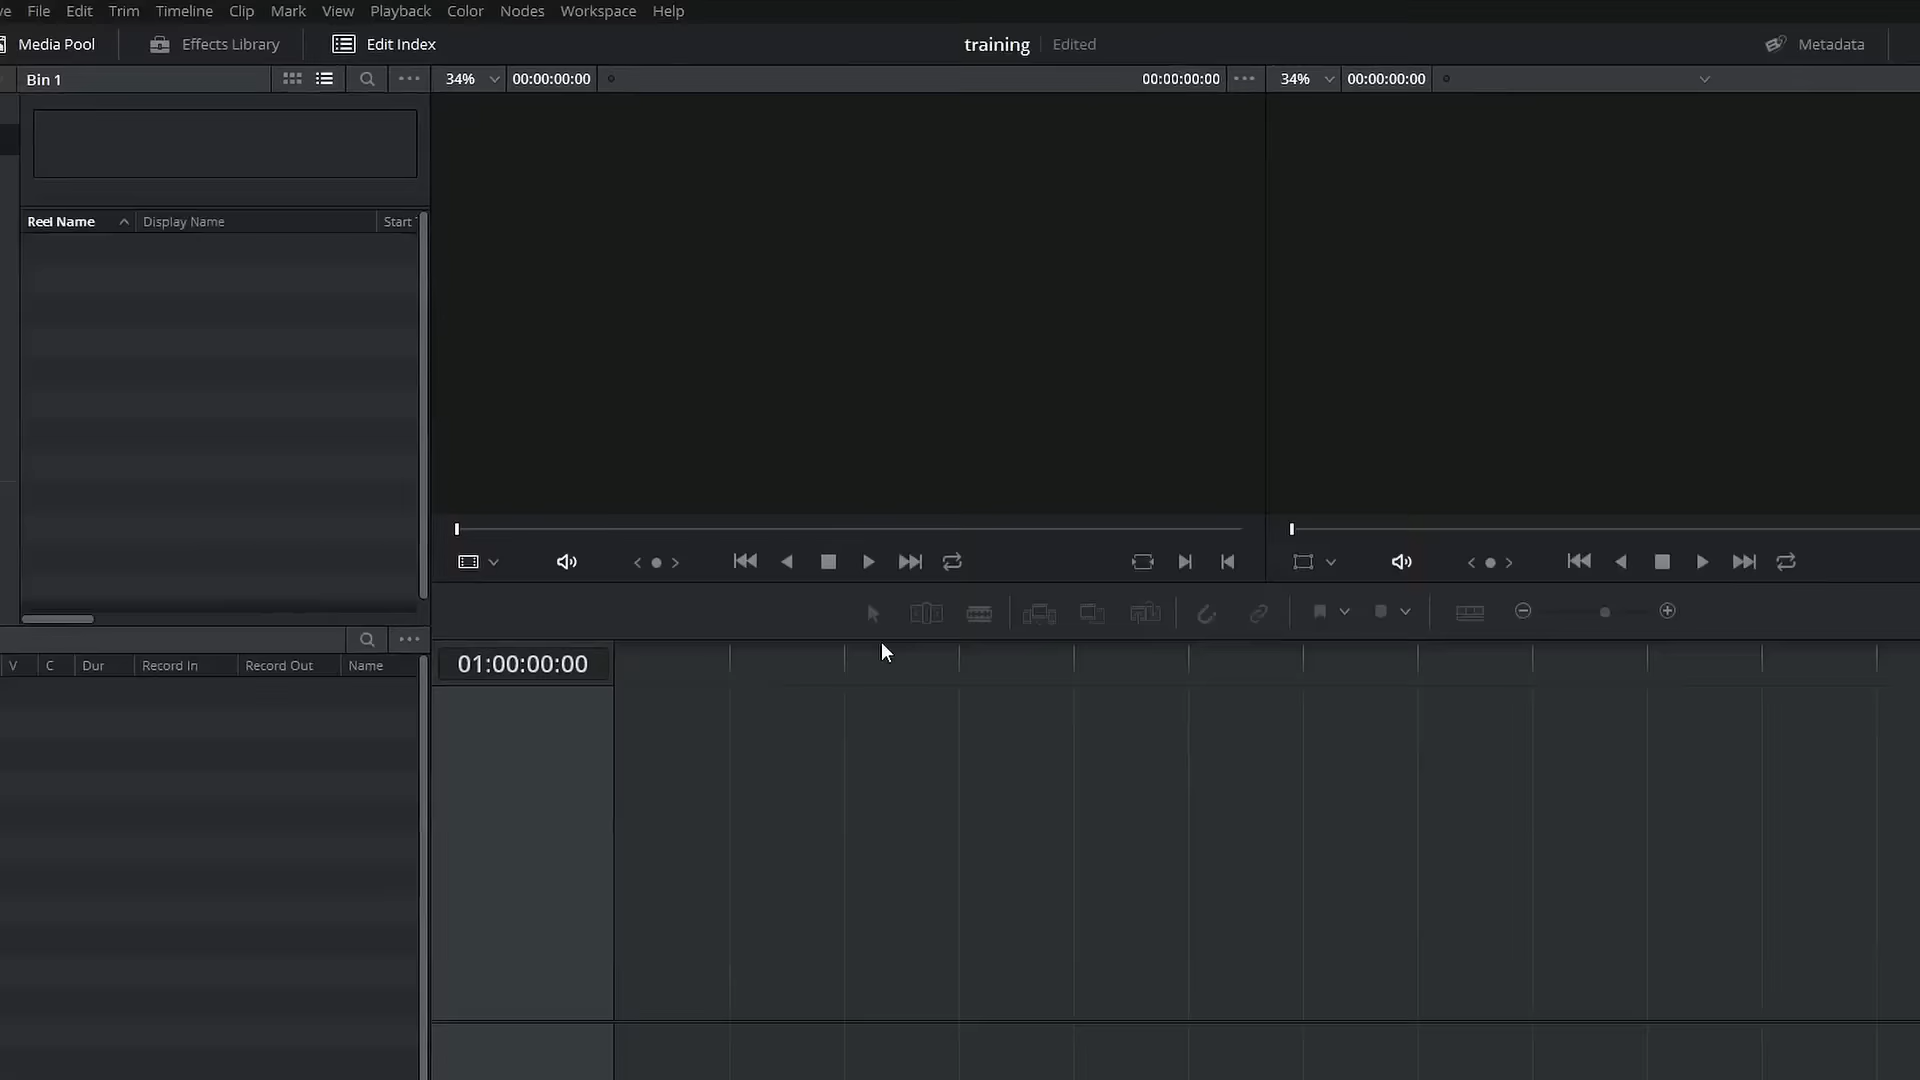 ve File Edit Trim Timeline Clip Mark View Playback Color Nodes Workspace Help
Media Pool Effects Library Edit Index training Edited Metadata
Bin 1 34% 00:00:00:00 00:00:00:00 34% 00:00:00:00
Reel Name Display Name Start
01:00:00:00
V C Dur Record In Record Out Name